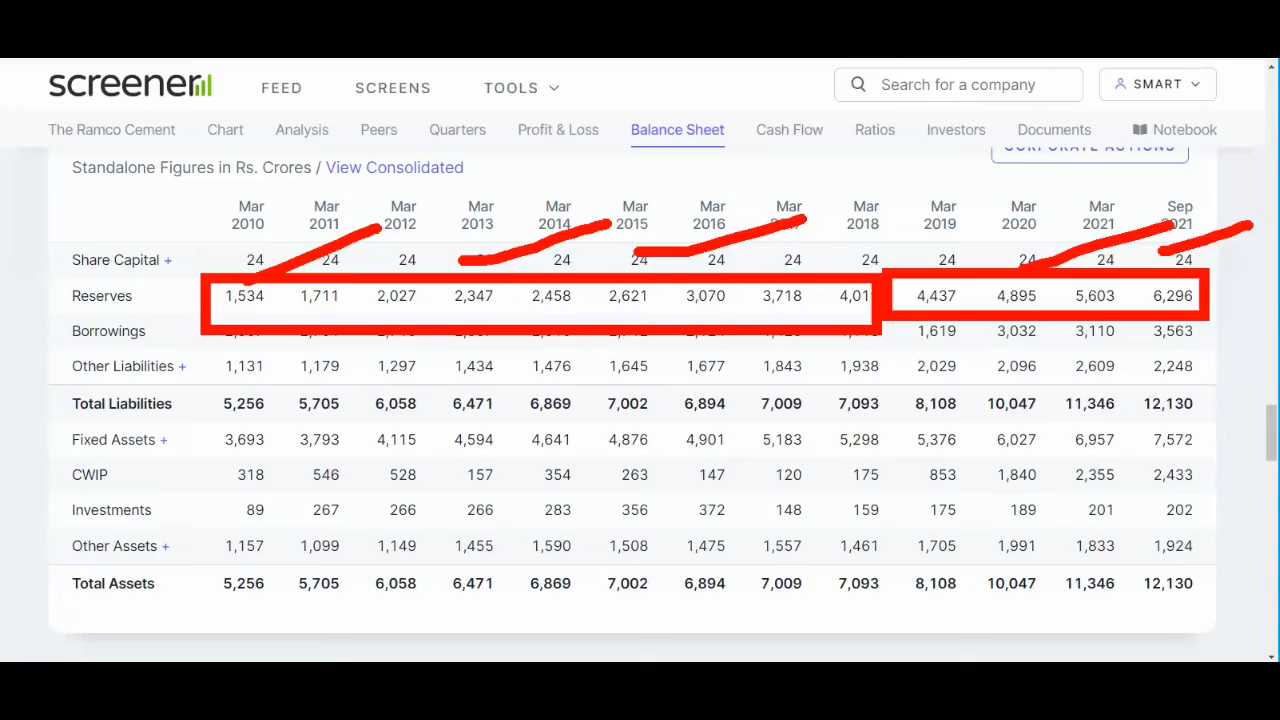 screener FEED SCREENS TOOLS Search for a company SMART
The Ramco Cement Chart Analysis Peers Quarters Profit & Loss Balance Sheet Cash Flow Ratios Investors Documents Notebook
CORPORATE ACTIONS
Standalone Figures in Rs. Crores / View Consolidated
Mar Mar Mar Mar Mar Mar Mar Mar Mar Mar Mar Mar Sep
2010 2011 2012 2013 2014 2015 2016 2018 2019 2020 2021 2021
Share Capital + 24 24 24 24 24 24 24 24 24 24 24 24
Reserves 1,534 1,711 2,027 2,347 2,458 2,621 3,070 3,718 4,437 4,895 5,603 6,296
Borrowings 1,619 3,032 3,110 3,563
Other Liabilities + 1,131 1,179 1,297 1,434 1,476 1,645 1,677 1,843 1,938 2,029 2,096 2,609 2,248
Total Liabilities 5,256 5,705 6,058 6,471 6,869 7,002 6,894 7,009 7,093 8,108 10,047 11,346 12,130
Fixed Assets + 3,693 3,793 4,115 4,594 4,641 4,876 4,901 5,183 5,298 5,376 6,027 6,957 7,572
CWIP 318 546 528 157 354 263 147 120 175 853 1,840 2,355 2,433
Investments 89 267 266 266 283 356 372 148 159 175 189 201 202
Other Assets + 1,157 1,099 1,149 1,455 1,590 1,508 1,475 1,557 1,461 1,705 1,991 1,833 1,924
Total Assets 5,256 5,705 6,058 6,471 6,869 7,002 6,894 7,009 7,093 8,108 10,047 11,346 12,130